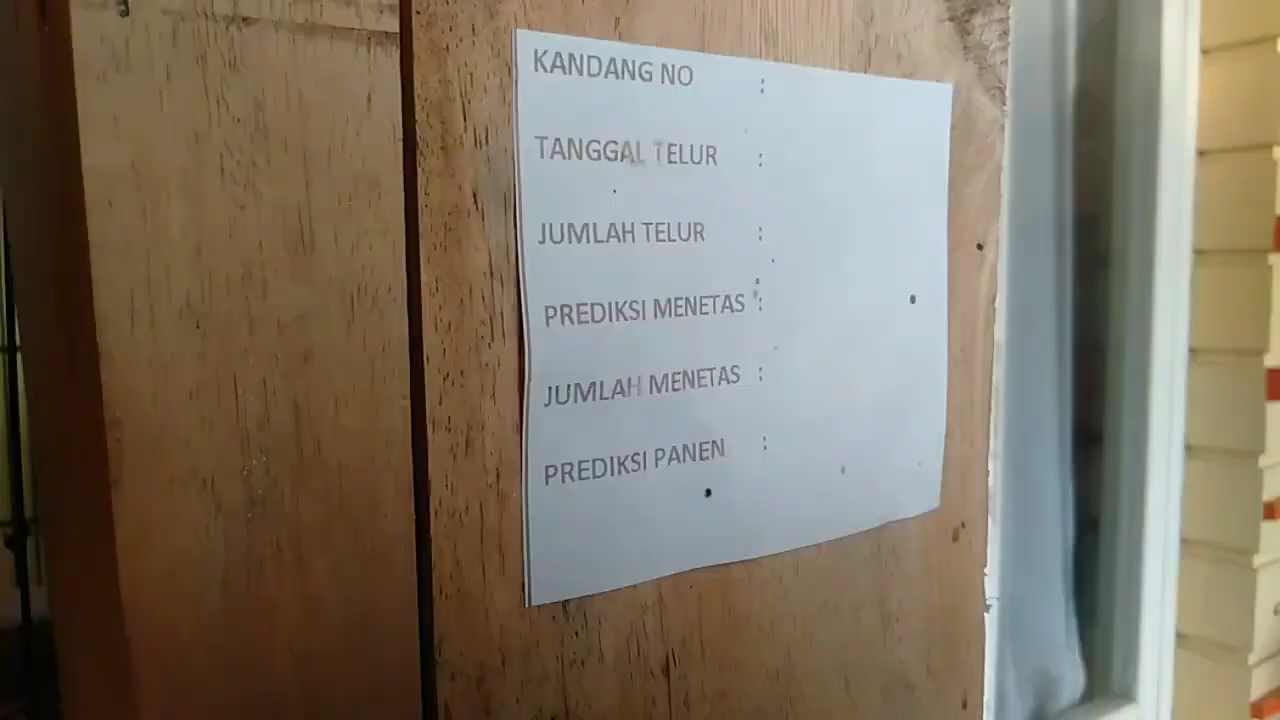 KANDANG NO :
TANGGAL TELUR :
JUMLAH TELUR :
PREDIKSI MENETAS :
JUMLAH MENETAS :
PREDIKSI PANEN :